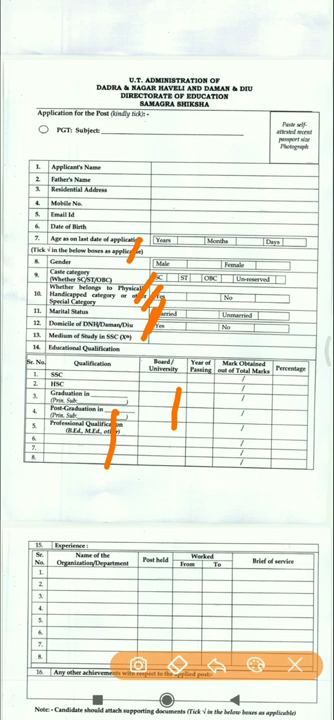 U.T. ADMINISTRATION OF
DADRA & NAGAR HAVELI AND DAMAN & DIU
DIRECTORATE OF EDUCATION
SAMAGRA SHIKSHA
Application for the Post (kindly tick): -
PGT: Subject:
Paste self-
attested recent
passport size
Photograph
1. Applicant's Name
2. Father's Name
3. Residential Address
4. Mobile No.
5. Email Id
6. Date of Birth
7. Age as on last date of application Years Months Days
(Tick √ in the below boxes as applicable)
8. Gender Male Female
9. Caste category
(Whether SC/ST/OBC) SC ST OBC Un-reserved
10. Whether belongs to Physically
Handicapped category or other
Special Category Yes No
11. Marital Status Married Unmarried
12. Domicile of DNH/Daman/Diu Yes No
13. Medium of Study in SSC (Xth)
14. Educational Qualification
Sr. No. Qualification Board/
University Year of
Passing Mark Obtained
out of Total Marks Percentage
1. SSC /
2. HSC /
3. Graduation in
(Prin. Sub: ) /
4. Post-Graduation in
(Prin. Sub: ) /
5. Professional Qualification
(B.Ed., M.Ed., other) /
6. /
7. /
8. /
15. Experience :
Sr.
No. Name of the
Organization/Department Post held Worked
From To Brief of service
1.
2.
3.
4.
5.
6.
7.
8.
16. Any other achievements with respect to the applied post:-
Note: - Candidate should attach supporting documents (Tick √ in the below boxes as applicable)